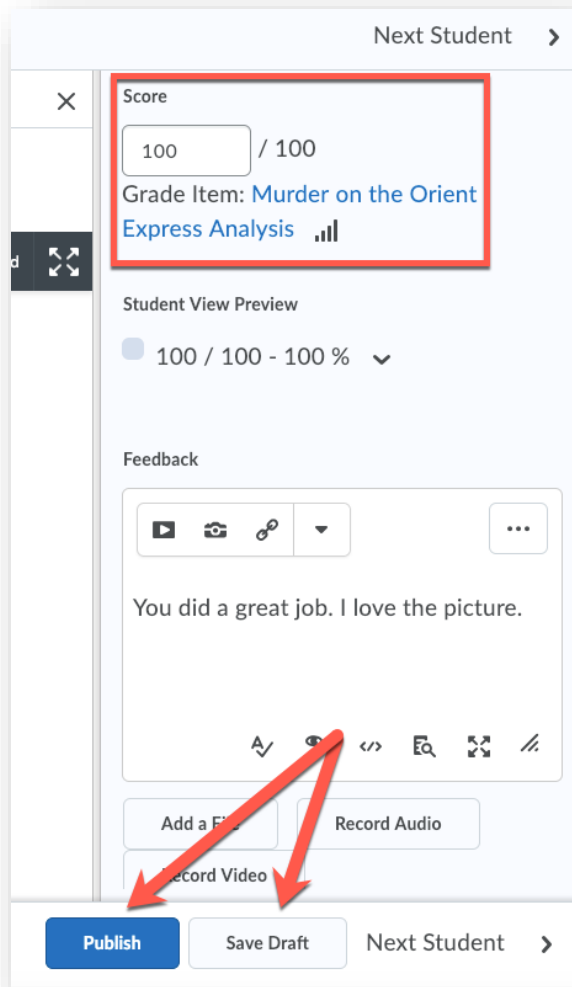 Next Student
Score
100 / 100
Grade Item: Murder on the Orient
Express Analysis
d
Student View Preview
100 / 100 - 100 %
Feedback
You did a great job. I love the picture.
Add a File
Record Audio
Record Video
Publish
Save Draft
Next Student